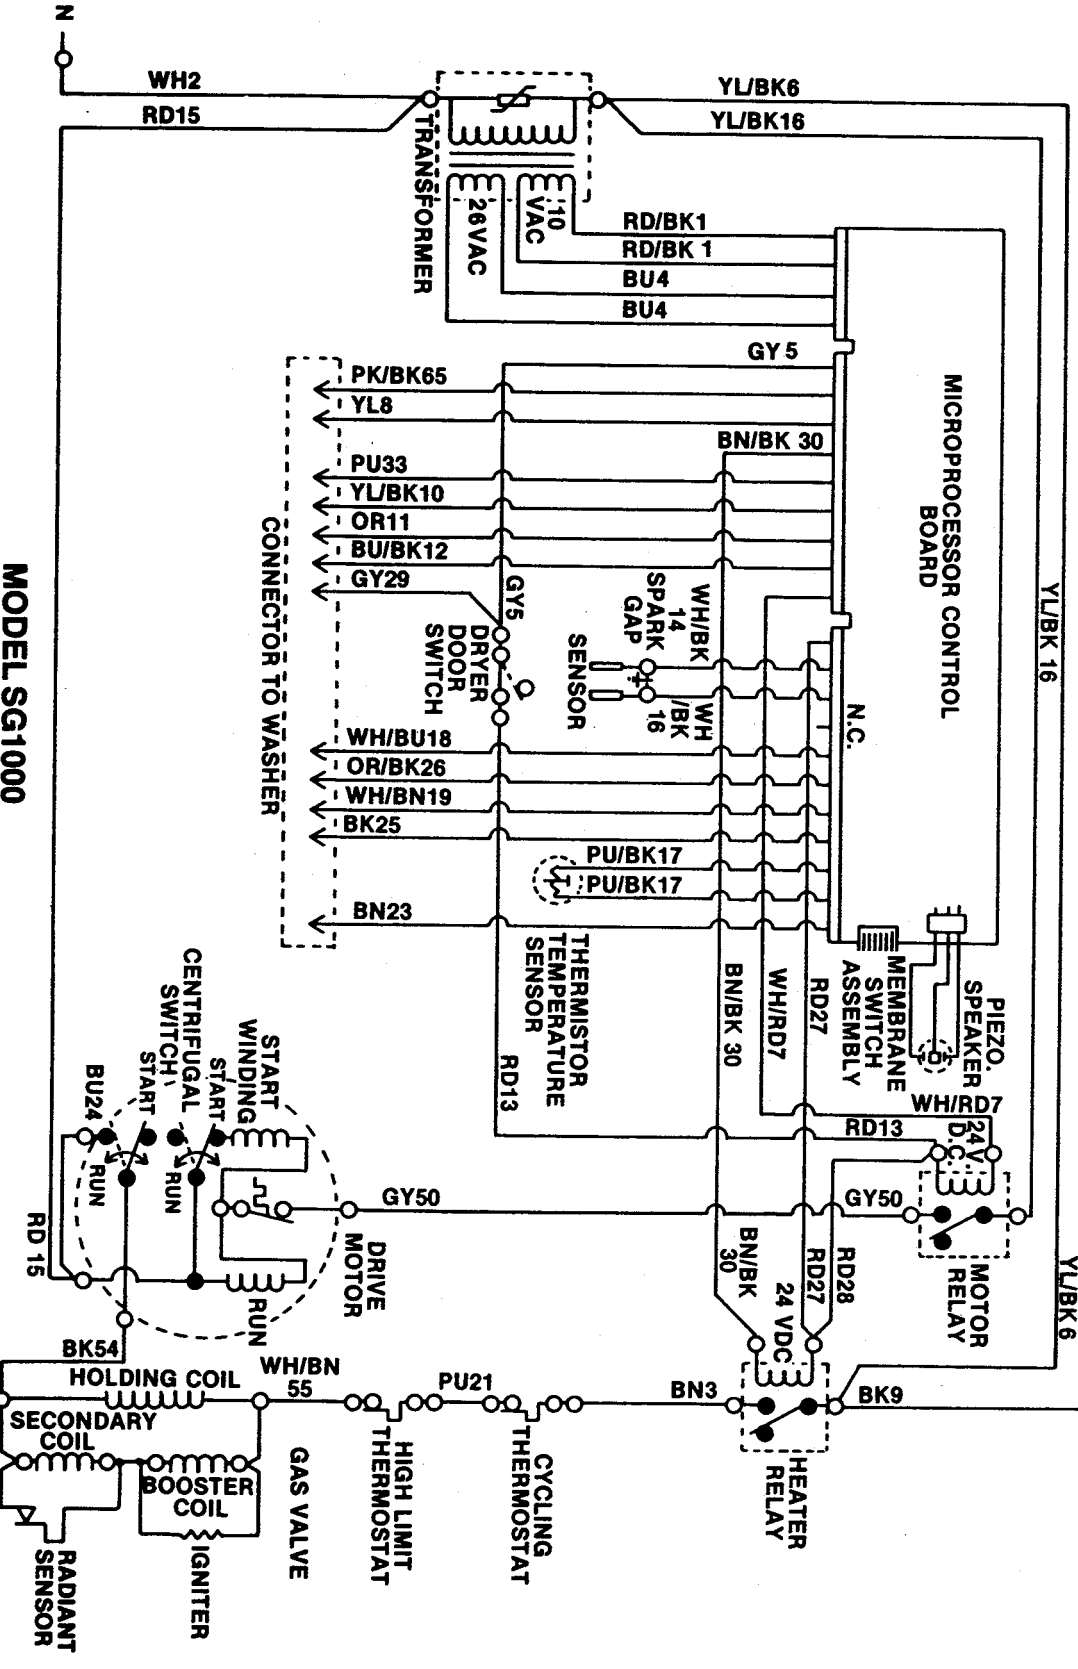 N
WH2
RD15
YL/BK6
YL/BK16
TRANSFORMER
26VAC
10
VAC
RD/BK1
RD/BK 1
BU4
BU4
GY 5
PK/BK65
YL8
BN/BK 30
PU33
YL/BK10
OR11
BU/BK12
GY29
MICROPROCESSOR CONTROL
BOARD
N.C.
YL/BK 16
CONNECTOR TO WASHER
GY5
DRYER
DOOR
SWITCH
WH/BK
14
SPARK
GAP
SENSOR
WH
/BK
16
WH/BU18
OR/BK26
WH/BN19
BK25
PU/BK17
PU/BK17
BN23
MODEL SG1000
THERMISTOR
TEMPERATURE
SENSOR
RD13
BN/BK 30
WH/RD7
RD27
MEMBRANE
SWITCH
ASSEMBLY
PIEZO.
SPEAKER
WH/RD7
RD13
24 V
D.C.
CENTRIFUGAL
SWITCH
START
WINDING
START
START
BU24
RUN
RUN
RD 15
GY50
GY50
DRIVE
MOTOR
RUN
BN/BK
30
24 VDC
RD27
RD28
MOTOR
RELAY
YL/BK 6
BK54
HOLDING COIL
WH/BN
55
PU21
BN3
BK9
SECONDARY
COIL
BOOSTER
COIL
GAS VALVE
HIGH LIMIT
THERMOSTAT
CYCLING
THERMOSTAT
HEATER
RELAY
IGNITER
RADIANT
SENSOR